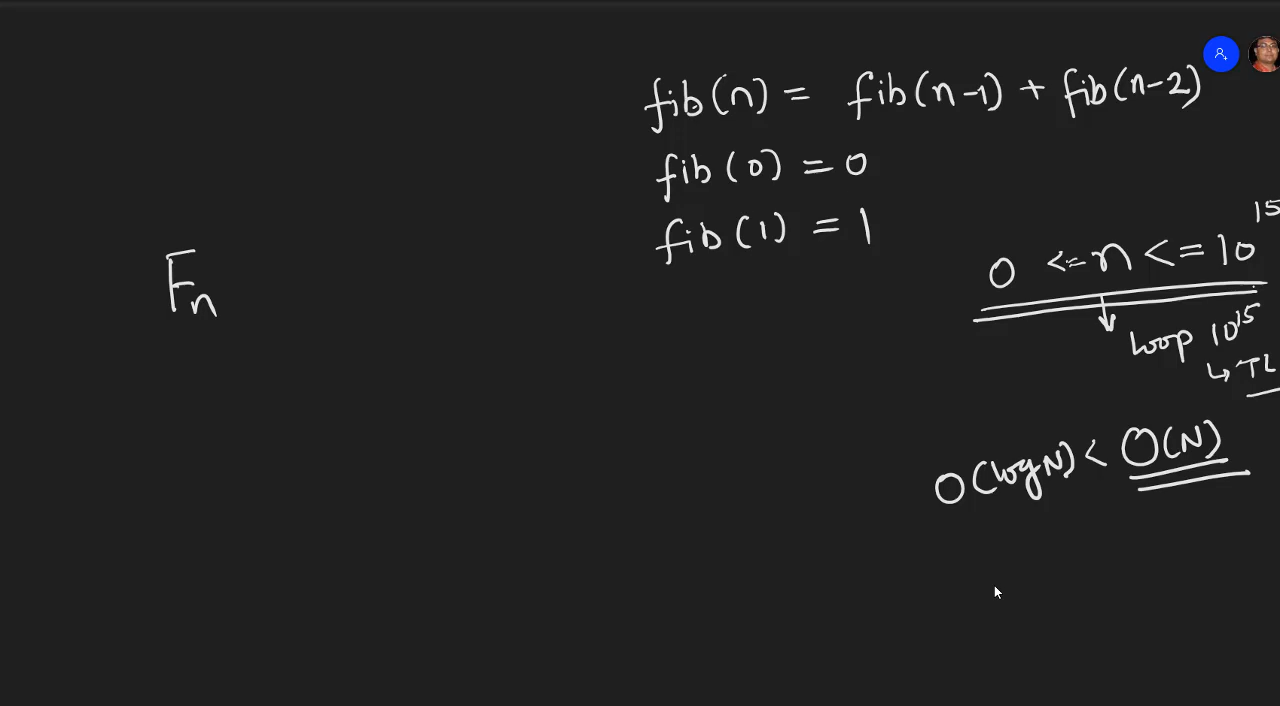 fib(n) = fib(n-1) + fib(n-2)
fib(0) = 0
fib(1) = 1
Fn
0 <= n <= 10^15
loop 10^15
↳ TL
O(logN) < O(N)